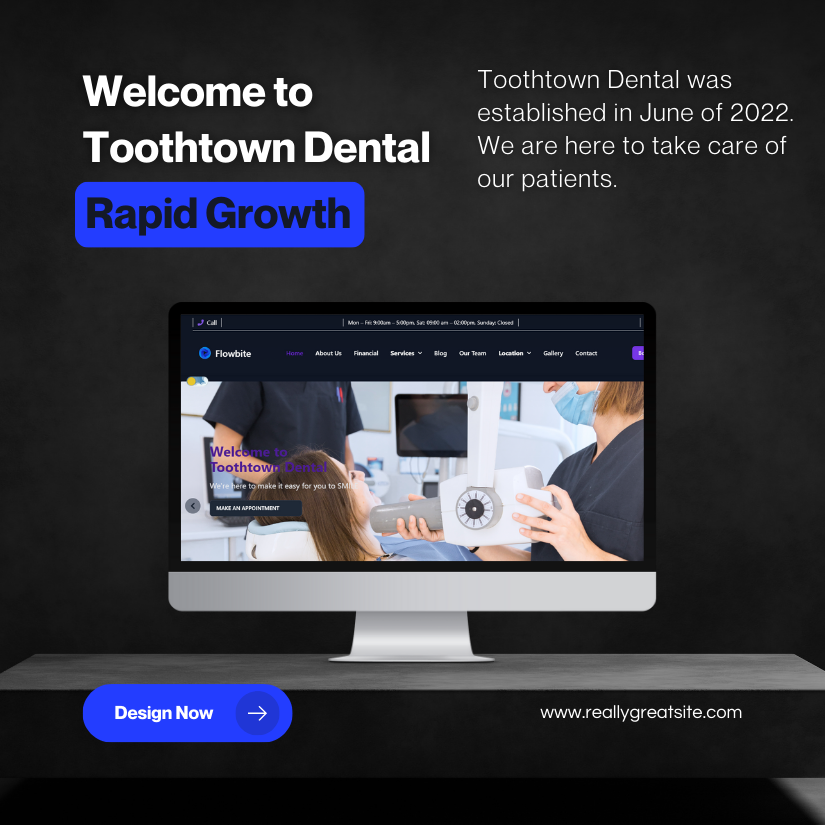 Welcome to
Toothtown Dental
Rapid Growth
Toothtown Dental was
established in June of 2022.
We are here to take care of
our patients.
Call
Mon – Fri: 9:00am – 5:00pm, Sat: 09:00 am – 02:00pm, Sunday: Closed
Flowbite
Home About Us Financial Services Blog Our Team Location Gallery Contact
Welcome to
Toothtown Dental
We're here to make it easy for you to
MAKE AN APPOINTMENT
Design Now
www.reallygreatsite.com